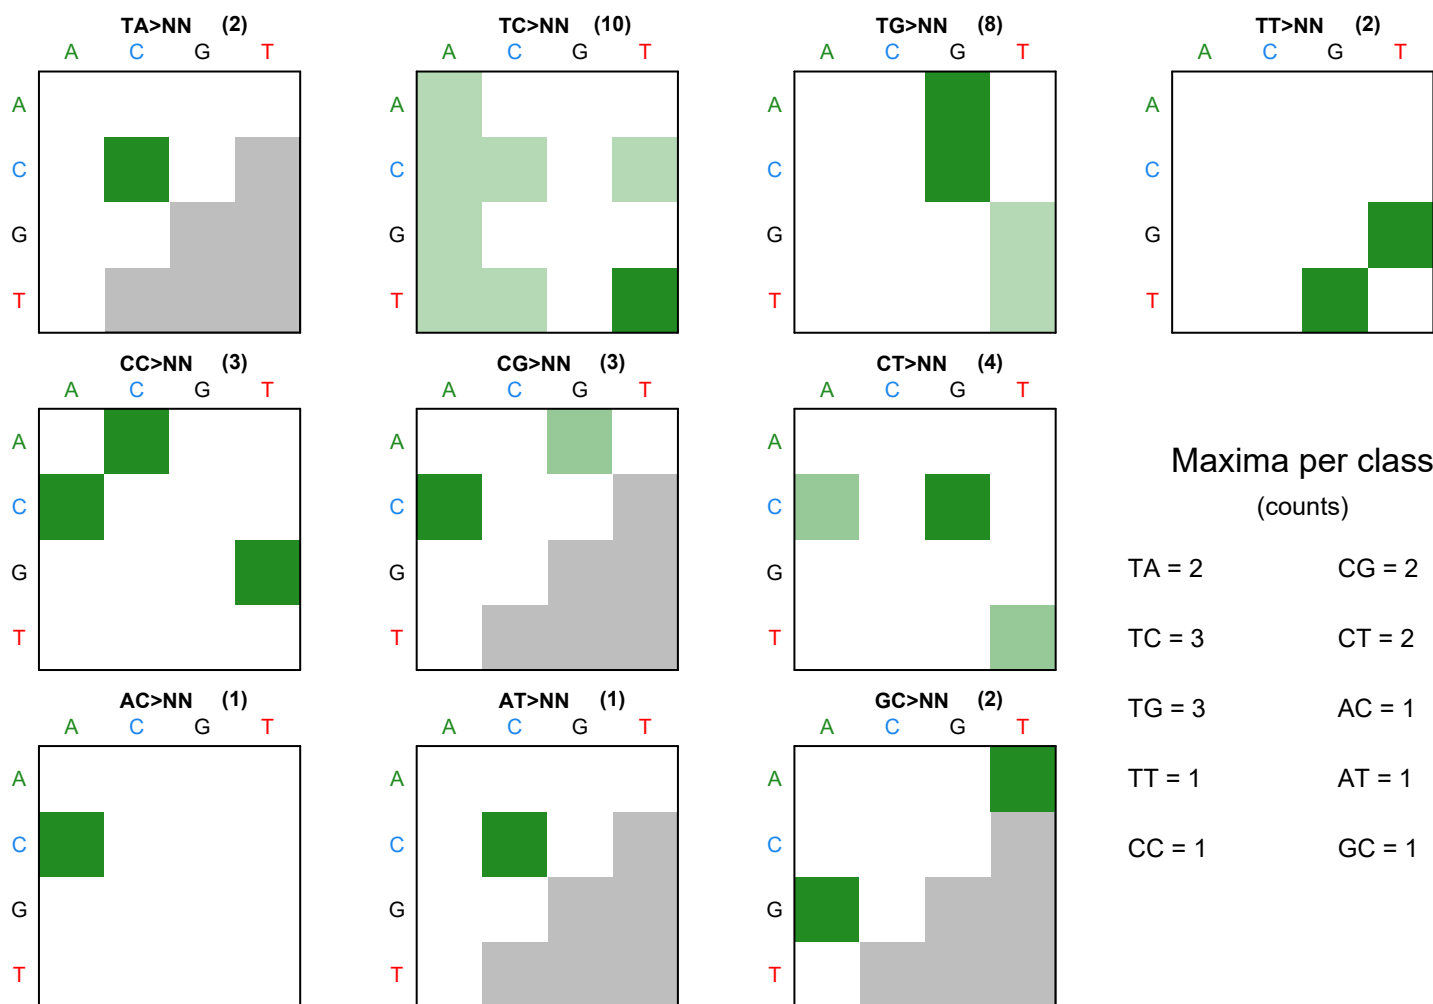 TA>NN (2) TC>NN (10) TG>NN (8) TT>NN (2)
A C G T A C G T A C G T A C G T
A A A A
C C C C
G G G G
T T T T
CC>NN (3) CG>NN (3) CT>NN (4)
A C G T A C G T A C G T
A A A
C C C
G G G
T T T
Maxima per class
(counts)
TA = 2 CG = 2
TC = 3 CT = 2
TG = 3 AC = 1
TT = 1 AT = 1
CC = 1 GC = 1
AC>NN (1) AT>NN (1) GC>NN (2)
A C G T A C G T A C G T
A A A
C C C
G G G
T T T